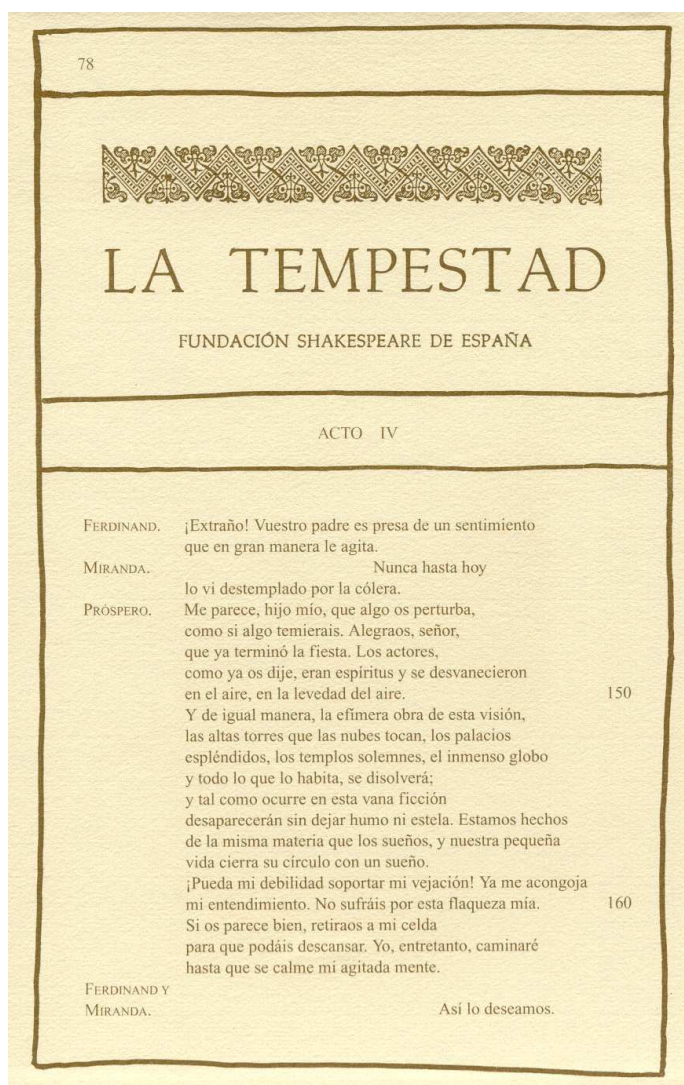 78
LA TEMPESTAD
FUNDACIÓN SHAKESPEARE DE ESPAÑA
ACTO IV
FERDINAND. ¡Extraño! Vuestro padre es presa de un sentimiento
que en gran manera le agita.
MIRANDA. Nunca hasta hoy
lo vi destemplado por la cólera.
PRÓSPERO. Me parece, hijo mío, que algo os perturba,
como si algo temierais. Alegraos, señor,
que ya terminó la fiesta. Los actores,
como ya os dije, eran espíritus y se desvanecieron
en el aire, en la levedad del aire. 150
Y de igual manera, la efímera obra de esta visión,
las altas torres que las nubes tocan, los palacios
espléndidos, los templos solemnes, el inmenso globo
y todo lo que lo habita, se disolverá;
y tal como ocurre en esta vana ficción
desaparecerán sin dejar humo ni estela. Estamos hechos
de la misma materia que los sueños, y nuestra pequeña
vida cierra su círculo con un sueño.
¡Pueda mi debilidad soportar mi vejación! Ya me acongoja
mi entendimiento. No sufráis por esta flaqueza mía. 160
Si os parece bien, retiraos a mi celda
para que podáis descansar. Yo, entretanto, caminaré
hasta que se calme mi agitada mente.
FERDINAND Y
MIRANDA. Así lo deseamos.